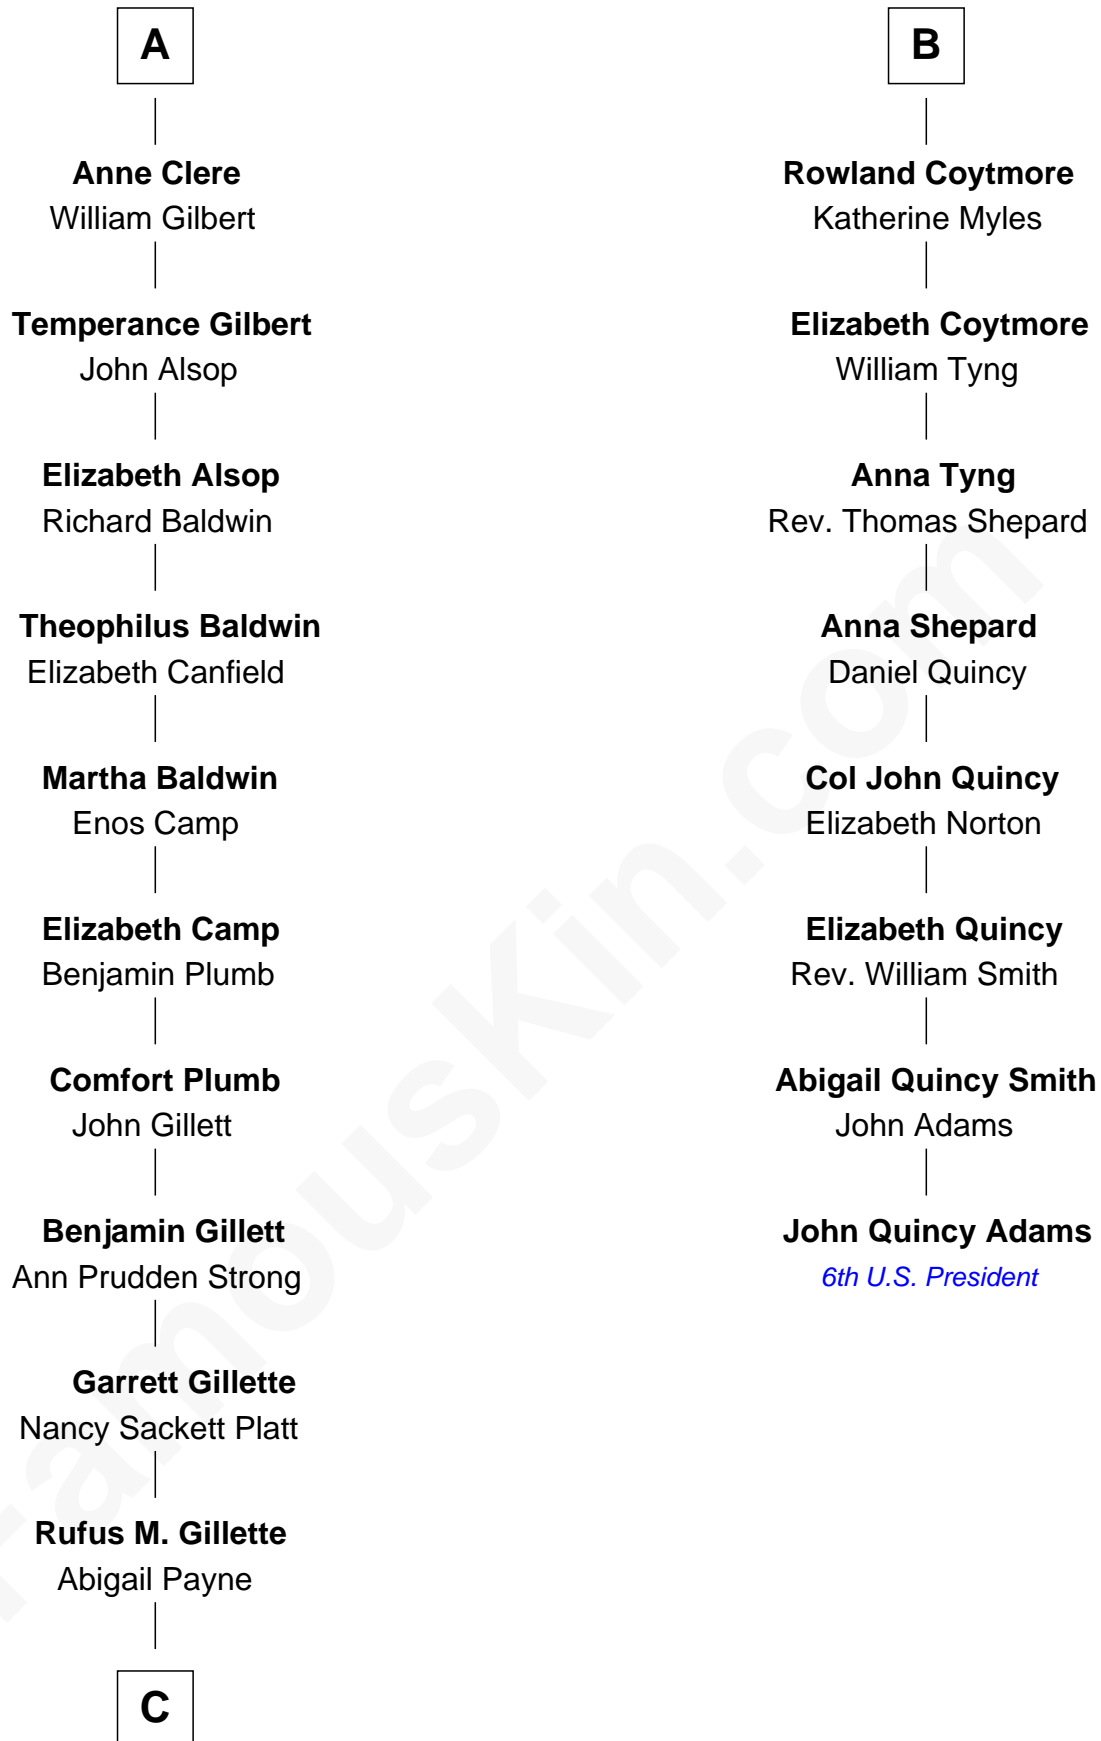 A
Anne Clere
William Gilbert
Temperance Gilbert
John Alsop
Elizabeth Alsop
Richard Baldwin
Theophilus Baldwin
Elizabeth Canfield
Martha Baldwin
Enos Camp
Elizabeth Camp
Benjamin Plumb
Comfort Plumb
John Gillett
Benjamin Gillett
Ann Prudden Strong
Garrett Gillette
Nancy Sackett Platt
Rufus M. Gillette
Abigail Payne
C
B
Rowland Coytmore
Katherine Myles
Elizabeth Coytmore
William Tyng
Anna Tyng
Rev. Thomas Shepard
Anna Shepard
Daniel Quincy
Col John Quincy
Elizabeth Norton
Elizabeth Quincy
Rev. William Smith
Abigail Quincy Smith
John Adams
John Quincy Adams
6th U.S. President
FamousKin.com